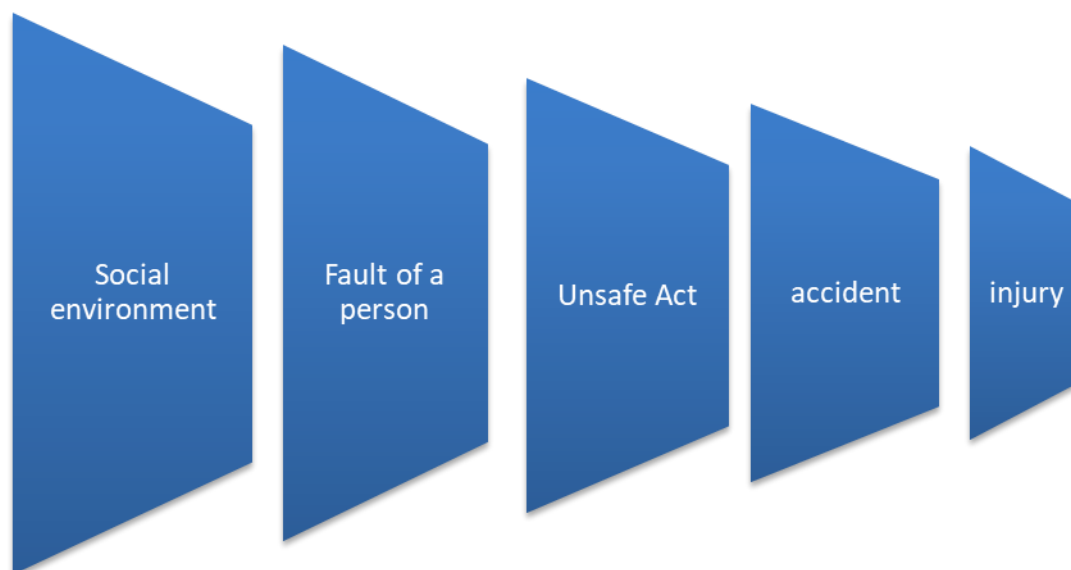 Social
environment
Fault of a
person
Unsafe Act
accident
injury